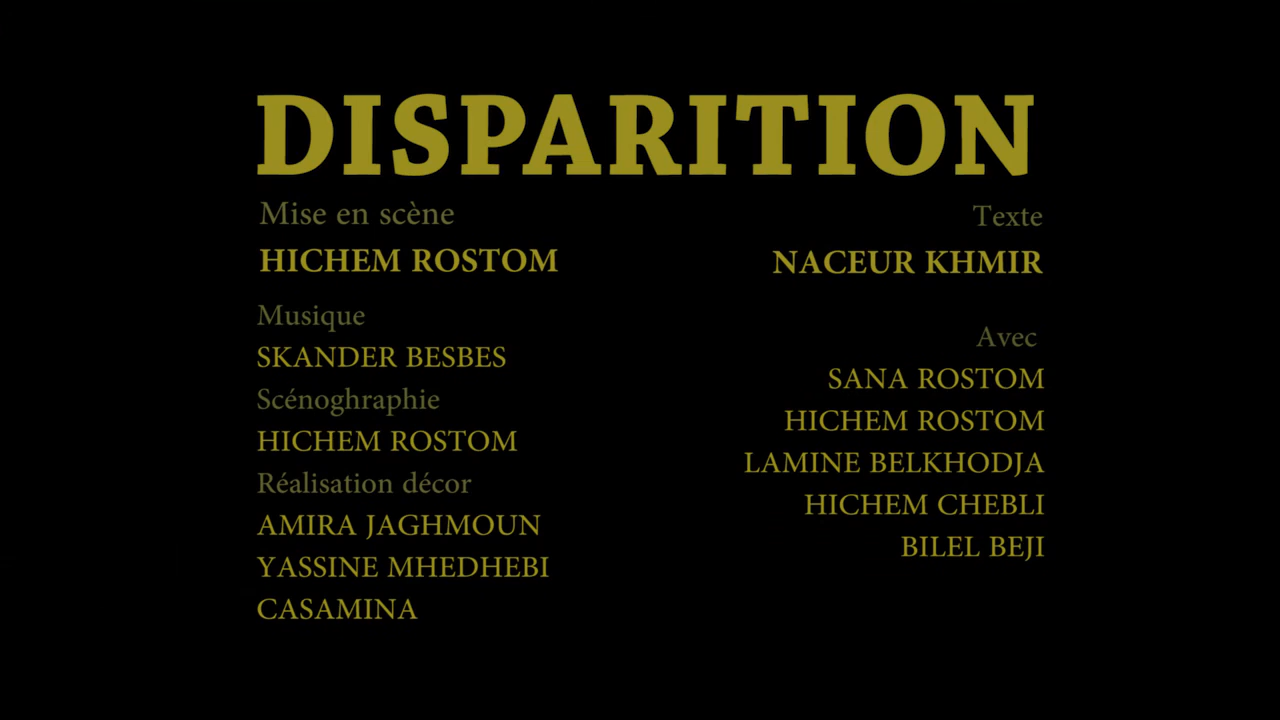 DISPARITION
Mise en scène
HICHEM ROSTOM
Musique
SKANDER BESBES
Scénoghraphie
HICHEM ROSTOM
Réalisation décor
AMIRA JAGHMOUN
YASSINE MHEDHEBI
CASAMINA
Texte
NACEUR KHMIR
Avec
SANA ROSTOM
HICHEM ROSTOM
LAMINE BELKHODJA
HICHEM CHEBLI
BILEL BEJI